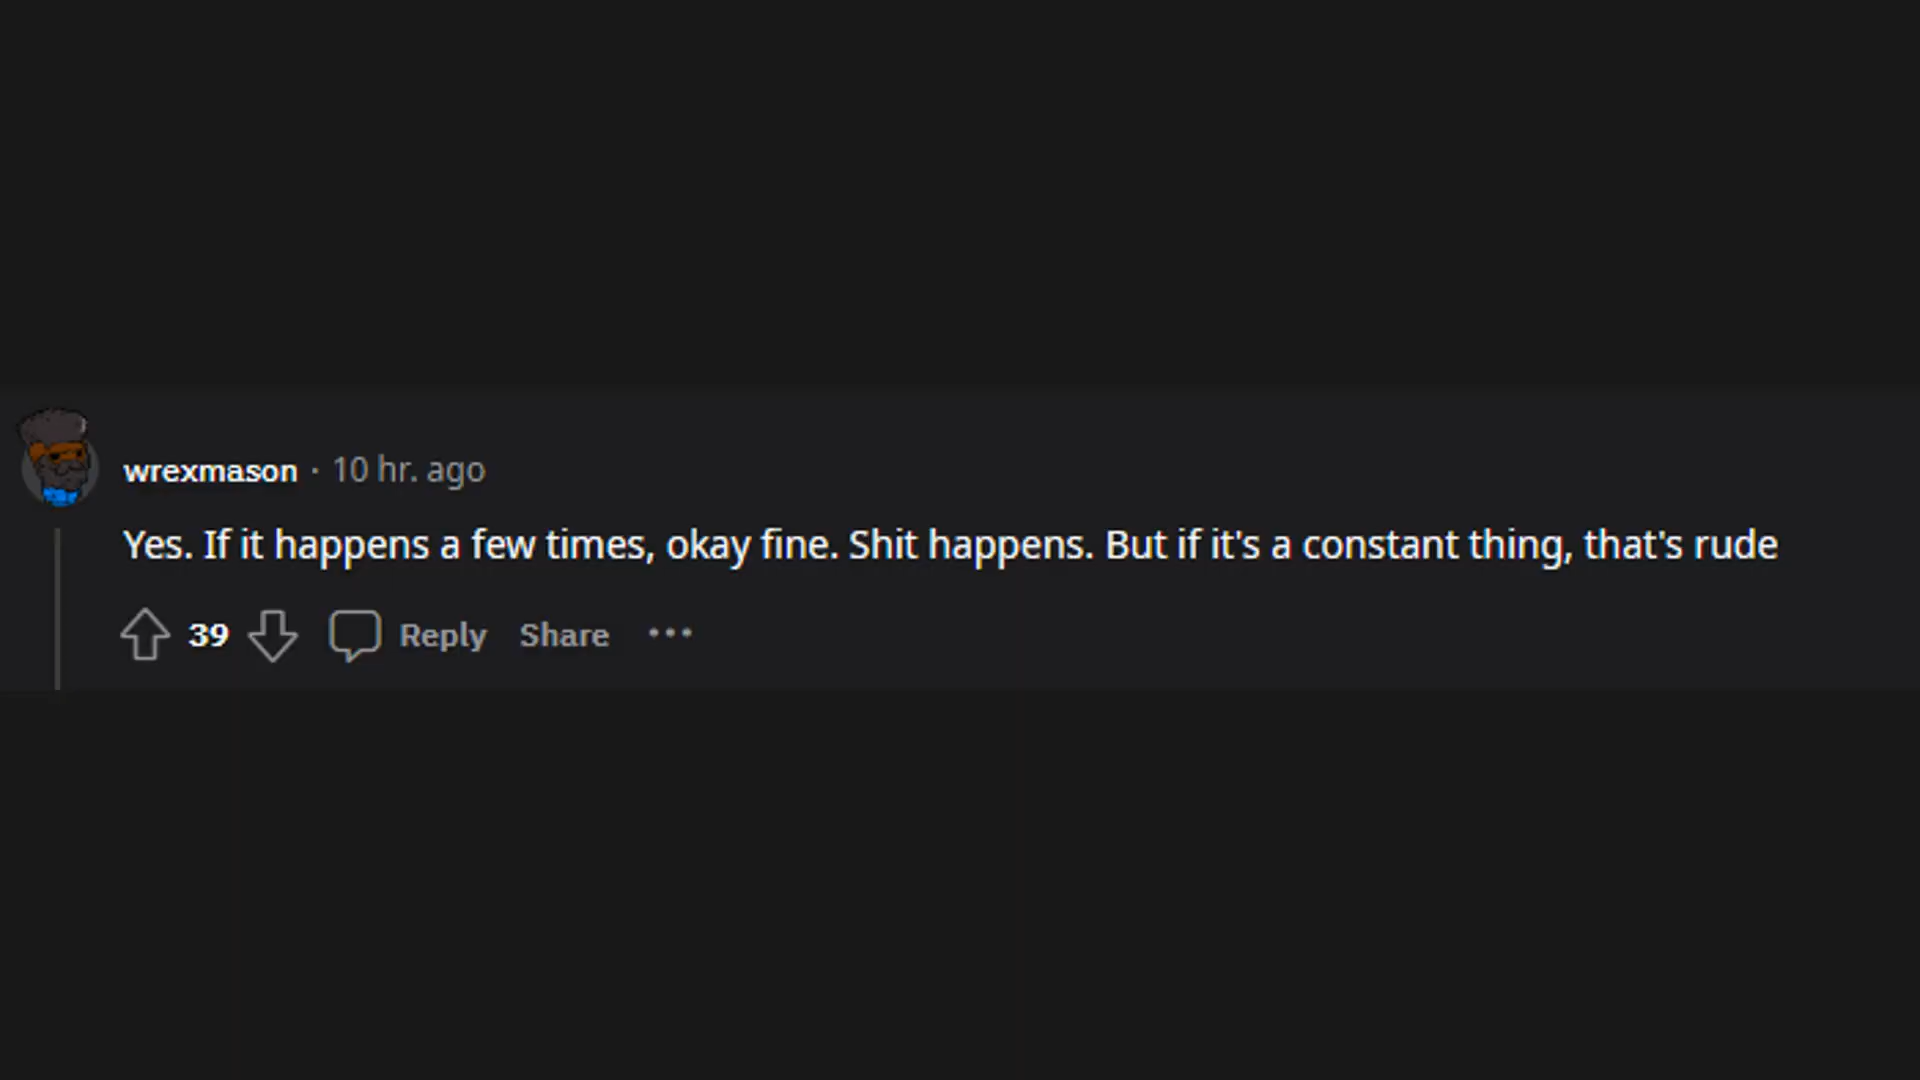 wrexmason · 10 hr. ago
Yes. If it happens a few times, okay fine. Shit happens. But if it's a constant thing, that's rude
39 Reply Share ···